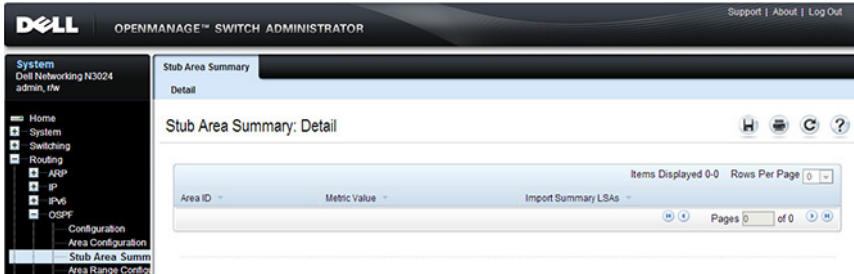 Support | About | Log Out
DELL OPENMANAGE™ SWITCH ADMINISTRATOR
System
Dell Networking N3024
admin, r/w
Home
System
Switching
Routing
ARP
IP
IPv6
OSPF
Configuration
Area Configuration
Stub Area Summ
Area Range Config
Stub Area Summary
Detail
Stub Area Summary: Detail
Items Displayed 0-0 Rows Per Page 0
Area ID Metric Value Import Summary LSAs
Pages 0 of 0